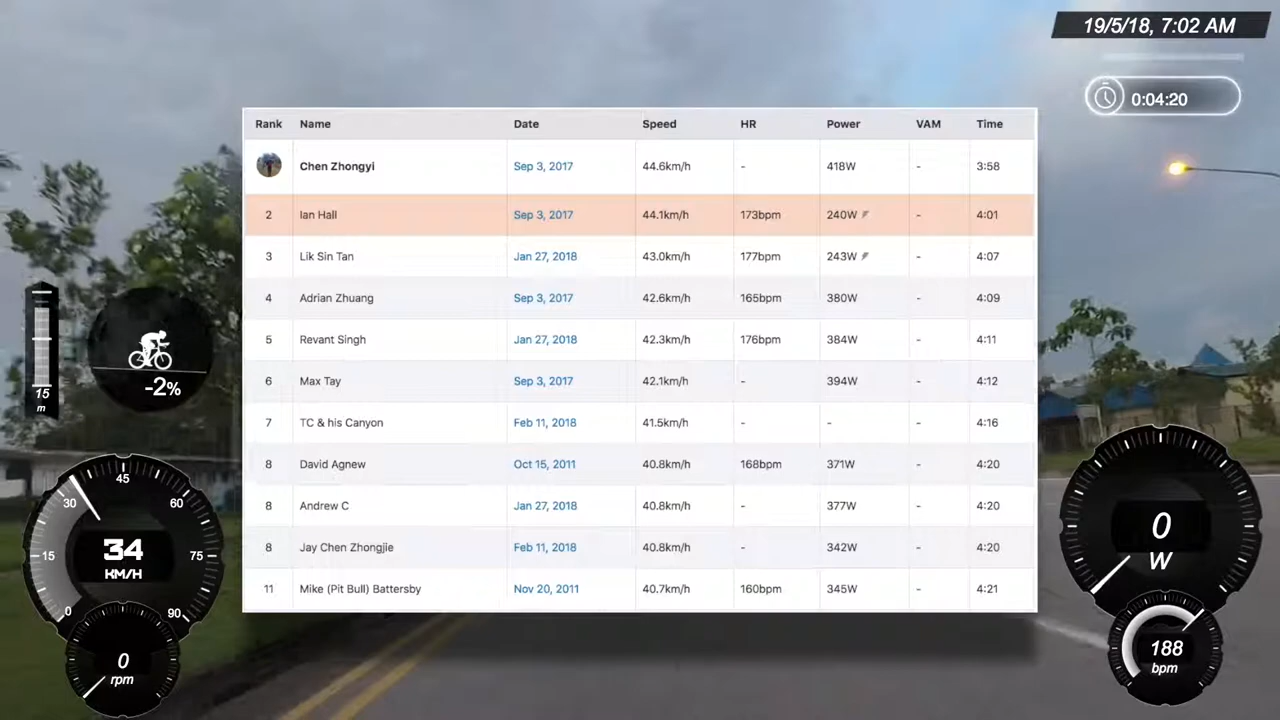 19/5/18, 7:02 AM
0:04:20
Rank Name Date Speed HR Power VAM Time
Chen Zhongyi Sep 3, 2017 44.6km/h - 418W - 3:58
2 Ian Hall Sep 3, 2017 44.1km/h 173bpm 240W - 4:01
3 Lik Sin Tan Jan 27, 2018 43.0km/h 177bpm 243W - 4:07
4 Adrian Zhuang Sep 3, 2017 42.6km/h 165bpm 380W - 4:09
5 Revant Singh Jan 27, 2018 42.3km/h 176bpm 384W - 4:11
6 Max Tay Sep 3, 2017 42.1km/h - 394W - 4:12
7 TC & his Canyon Feb 11, 2018 41.5km/h - - - 4:16
8 David Agnew Oct 15, 2011 40.8km/h 168bpm 371W - 4:20
8 Andrew C Jan 27, 2018 40.8km/h - 377W - 4:20
8 Jay Chen Zhongjie Feb 11, 2018 40.8km/h - 342W - 4:20
11 Mike (Pit Bull) Battersby Nov 20, 2011 40.7km/h 160bpm 345W - 4:21
15
m
-2%
0 15 30 45 60 75 90
34
KM/H
0
rpm
0
W
188
bpm